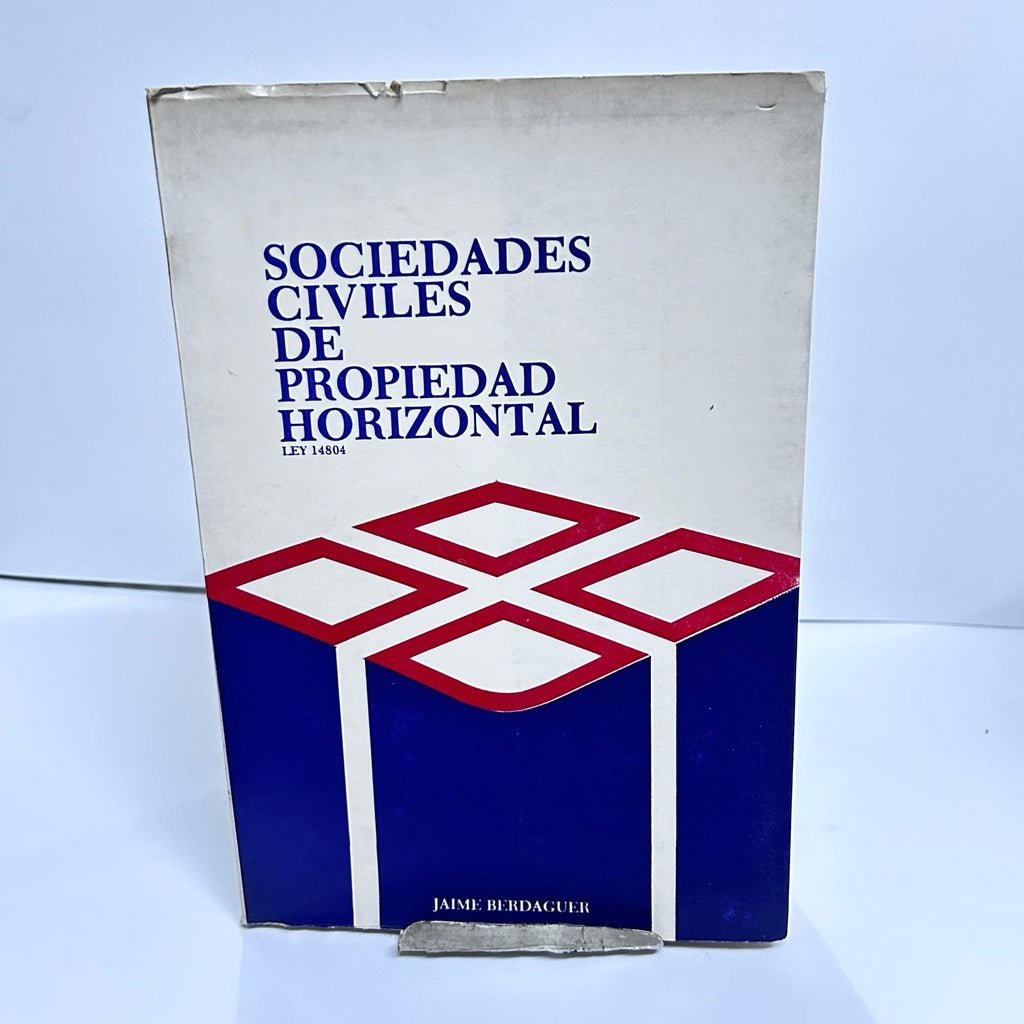 SOCIEDADES
CIVILES
DE
PROPIEDAD
HORIZONTAL
LEY 14804
JAIME BERDAGUER